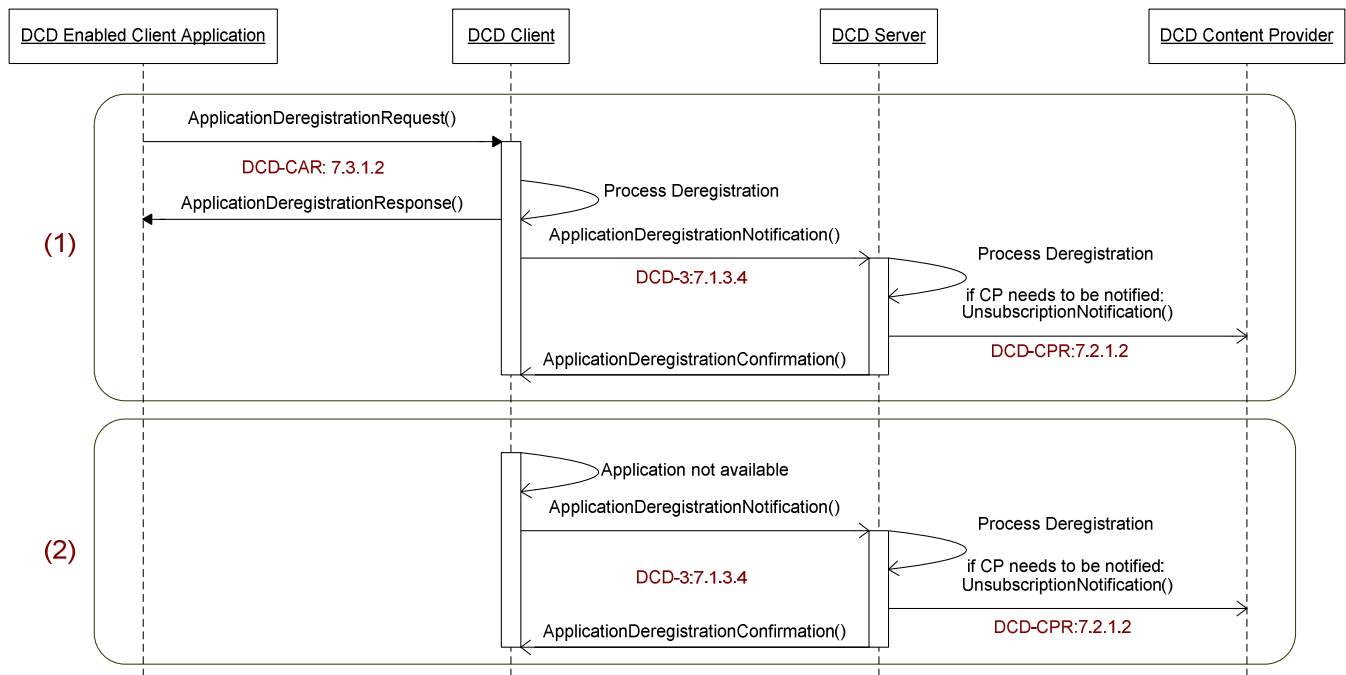 DCD Enabled Client Application
DCD Client
DCD Server
DCD Content Provider
ApplicationDeregistrationRequest()
DCD-CAR: 7.3.1.2
Process Deregistration
ApplicationDeregistrationResponse()
(1)
ApplicationDeregistrationNotification()
DCD-3:7.1.3.4
Process Deregistration
if CP needs to be notified:
UnsubscriptionNotification()
DCD-CPR:7.2.1.2
ApplicationDeregistrationConfirmation()
(2)
Application not available
ApplicationDeregistrationNotification()
DCD-3:7.1.3.4
Process Deregistration
if CP needs to be notified:
UnsubscriptionNotification()
DCD-CPR:7.2.1.2
ApplicationDeregistrationConfirmation()